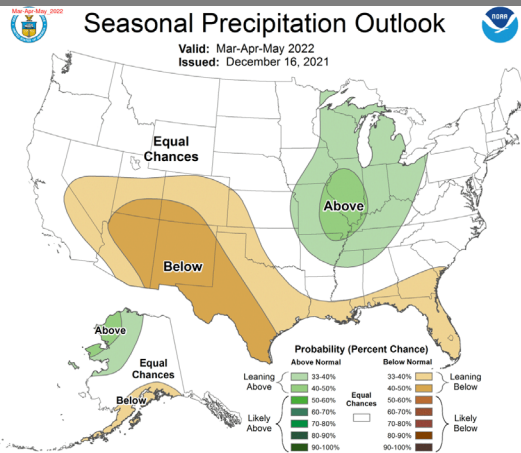 Mar-Apr-May_2022
Seasonal Precipitation Outlook
NOAA
Valid: Mar-Apr-May 2022
Issued: December 16, 2021
Equal
Chances
Above
Below
Above
Equal
Chances
Below
Probability (Percent Chance)
Above Normal
Below Normal
Leaning
Above
33-40%
40-50%
Likely
Above
50-60%
60-70%
70-80%
80-90%
90-100%
Equal
Chances
33-40%
40-50%
Leaning
Below
50-60%
60-70%
70-80%
80-90%
90-100%
Likely
Below